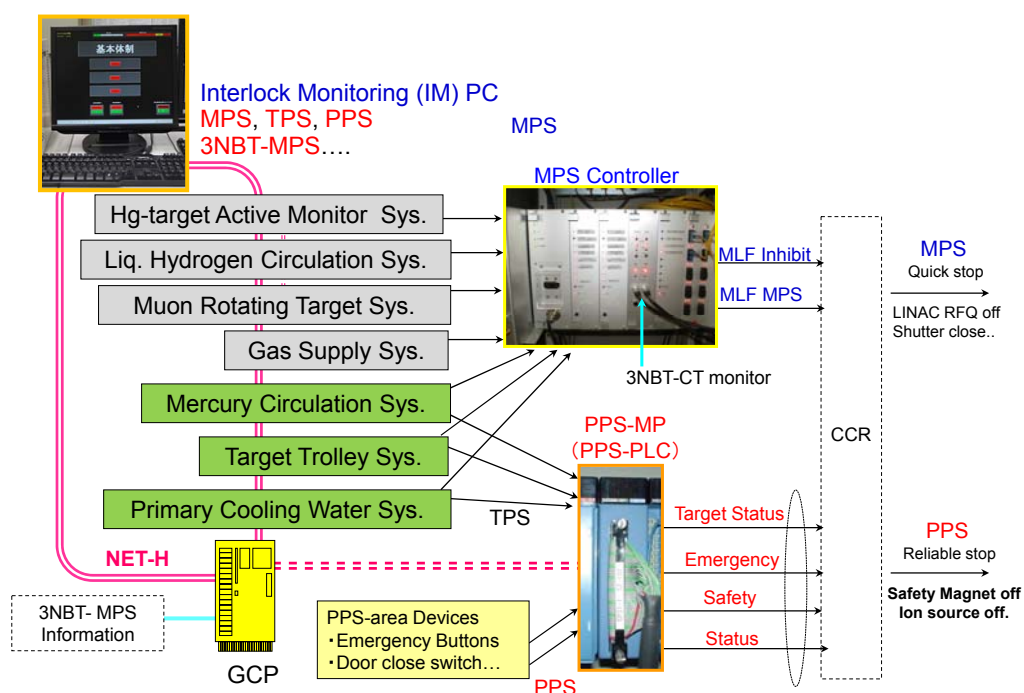 基本体制
Interlock Monitoring (IM) PC
MPS, TPS, PPS
3NBT-MPS....
MPS
MPS Controller
Hg-target Active Monitor Sys.
Liq. Hydrogen Circulation Sys.
Muon Rotating Target Sys.
Gas Supply Sys.
Mercury Circulation Sys.
Target Trolley Sys.
Primary Cooling Water Sys.
MLF Inhibit
MLF MPS
3NBT-CT monitor
MPS
Quick stop
LINAC RFQ off
Shutter close..
CCR
PPS-MP
（PPS-PLC）
TPS
Target Status
Emergency
Safety
Status
PPS
Reliable stop
Safety Magnet off
Ion source off.
NET-H
3NBT- MPS
Information
GCP
PPS-area Devices
・Emergency Buttons
・Door close switch…
PPS